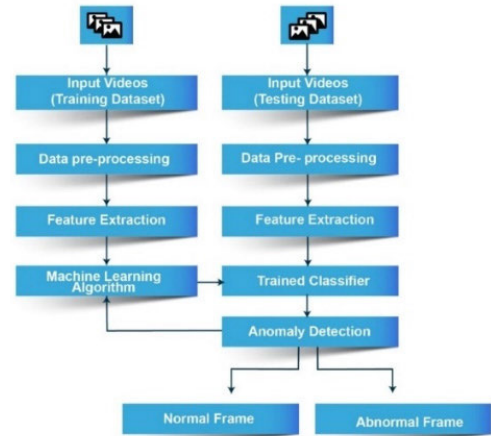 Input Videos
(Training Dataset)
Input Videos
(Testing Dataset)
Data pre-processing
Data Pre- processing
Feature Extraction
Feature Extraction
Machine Learning
Algorithm
Trained Classifier
Anomaly Detection
Normal Frame
Abnormal Frame